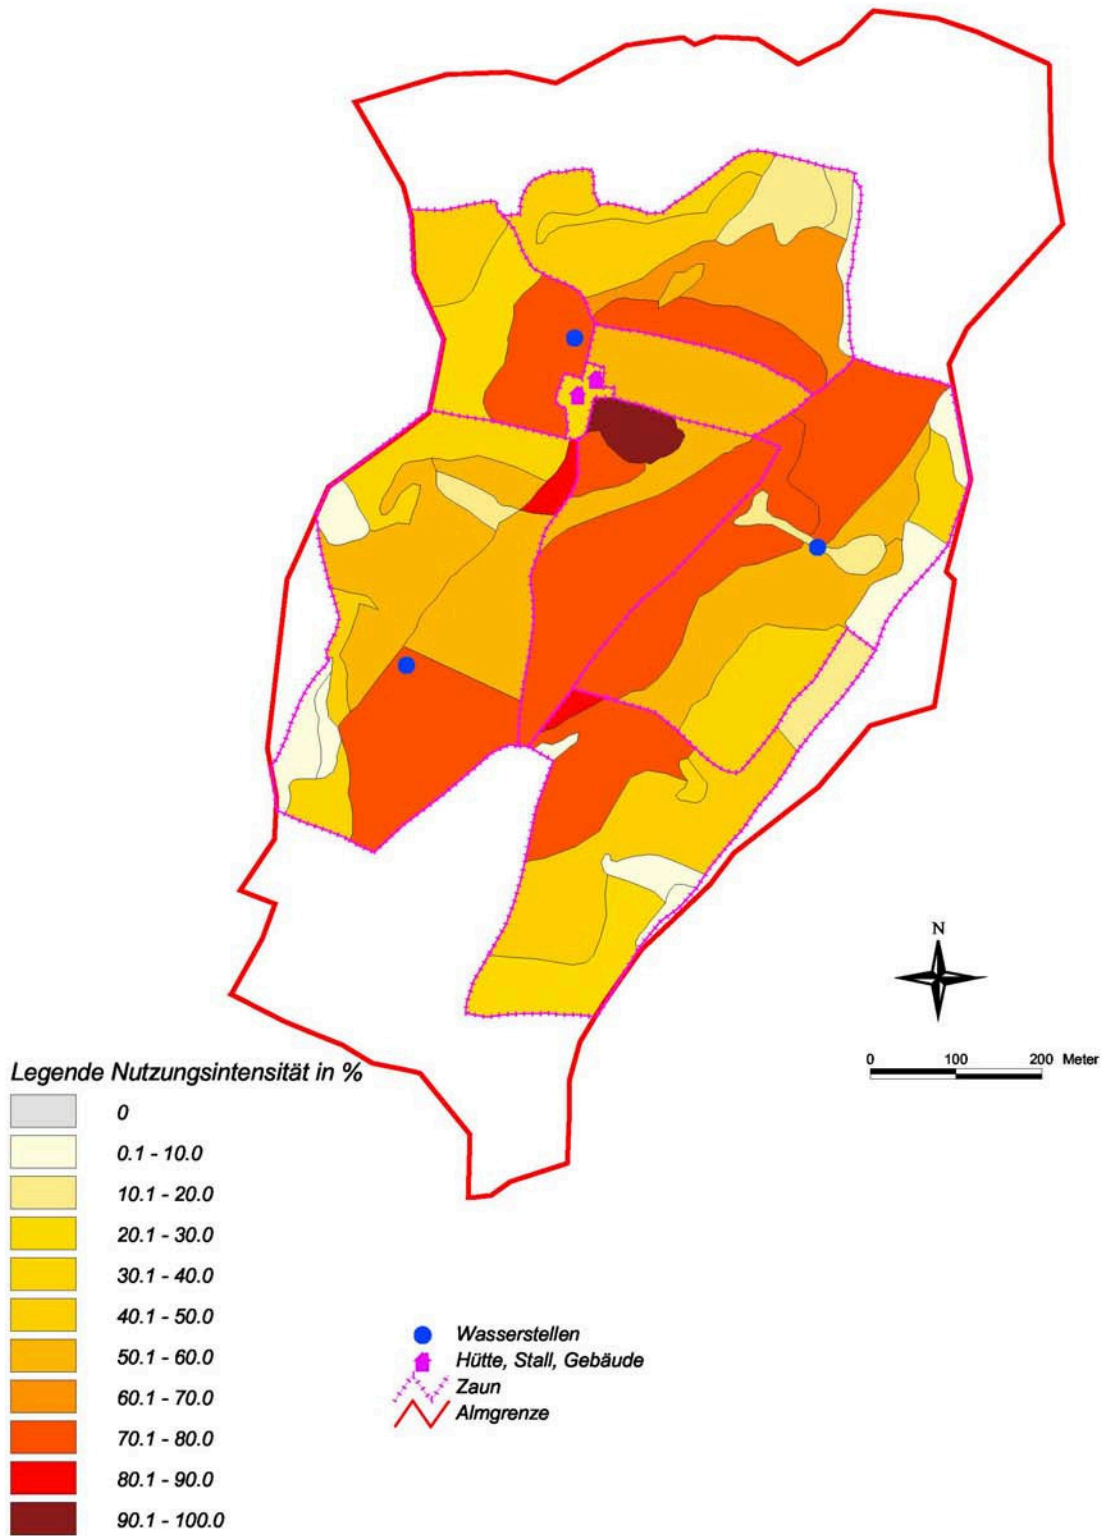 N
0 100 200 Meter
Legende Nutzungsintensität in %
0
0.1 - 10.0
10.1 - 20.0
20.1 - 30.0
30.1 - 40.0
40.1 - 50.0
50.1 - 60.0
60.1 - 70.0
70.1 - 80.0
80.1 - 90.0
90.1 - 100.0
Wasserstellen
Hütte, Stall, Gebäude
Zaun
Almgrenze